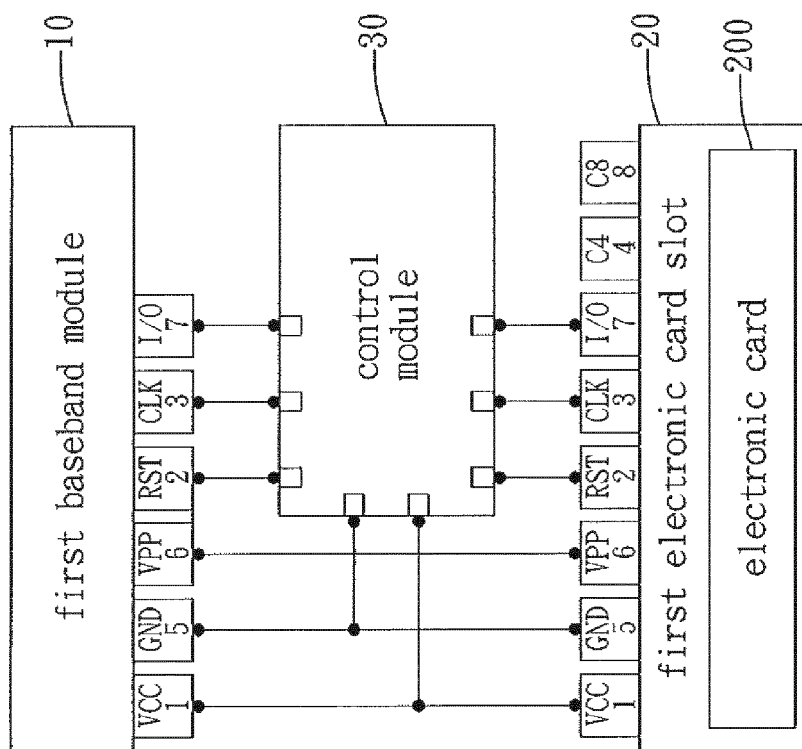 10
first baseband module
VCC
1
GND
5
VPP
6
RST
2
CLK
3
I/O
7
30
control
module
VCC
1
GND
5
VPP
6
RST
2
CLK
3
I/O
7
C4
4
C8
8
20
first electronic card slot
200
electronic card